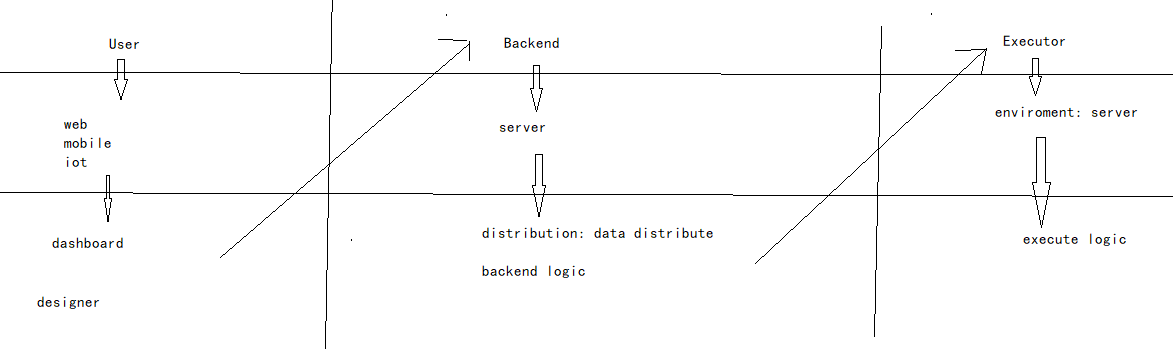 User
web
mobile
iot
dashboard
designer
Backend
server
distribution: data distribute
backend logic
Executor
enviroment: server
execute logic